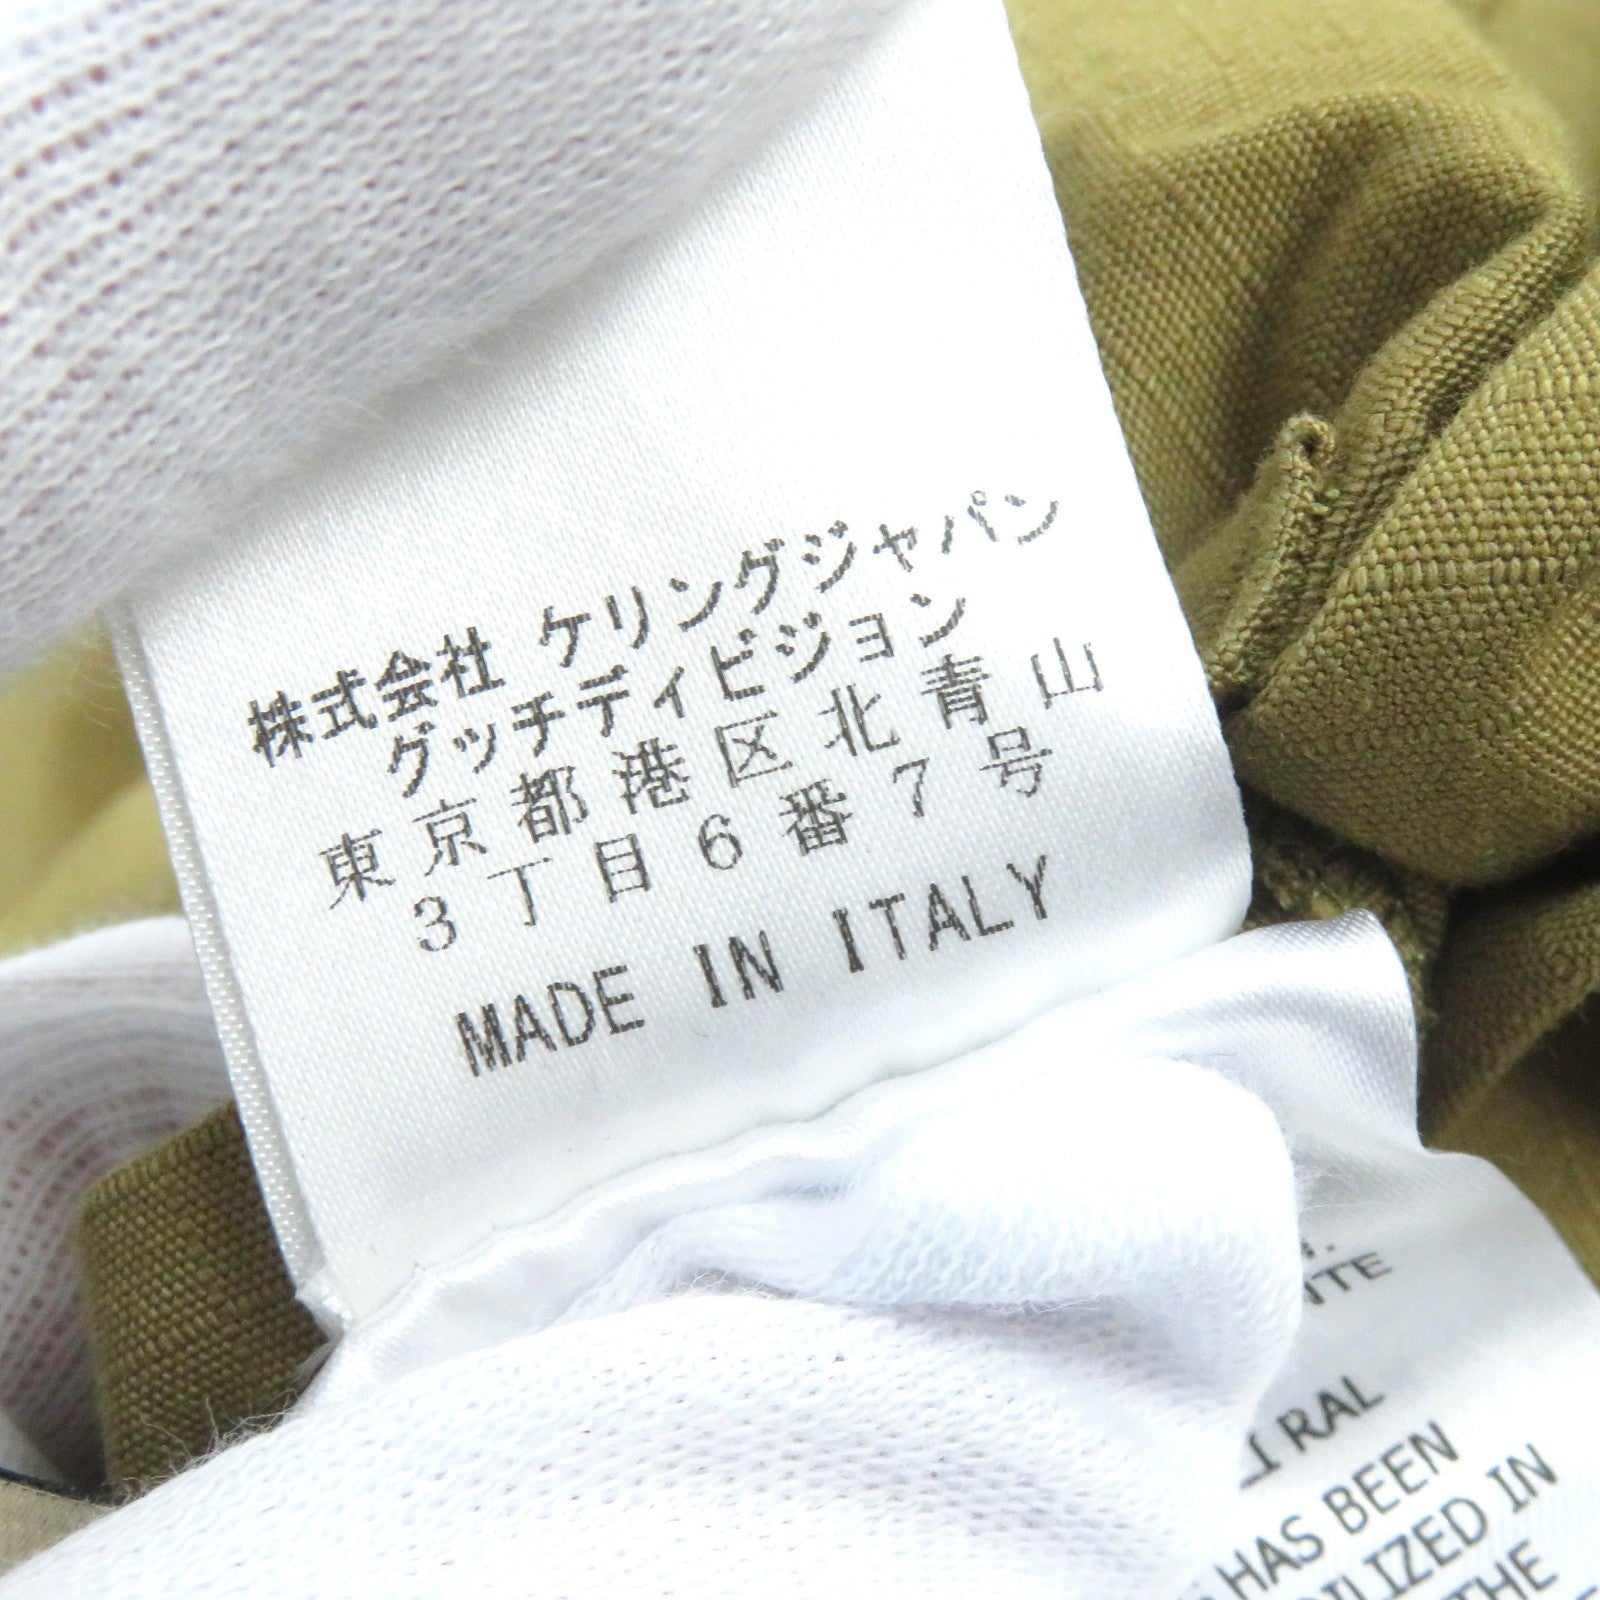 株式会社 ケリングジャパン
グッチディビジョン
東京都港区北青山
3丁目6番7号
MADE IN ITALY
RAL
HAS BEEN
IN
THE